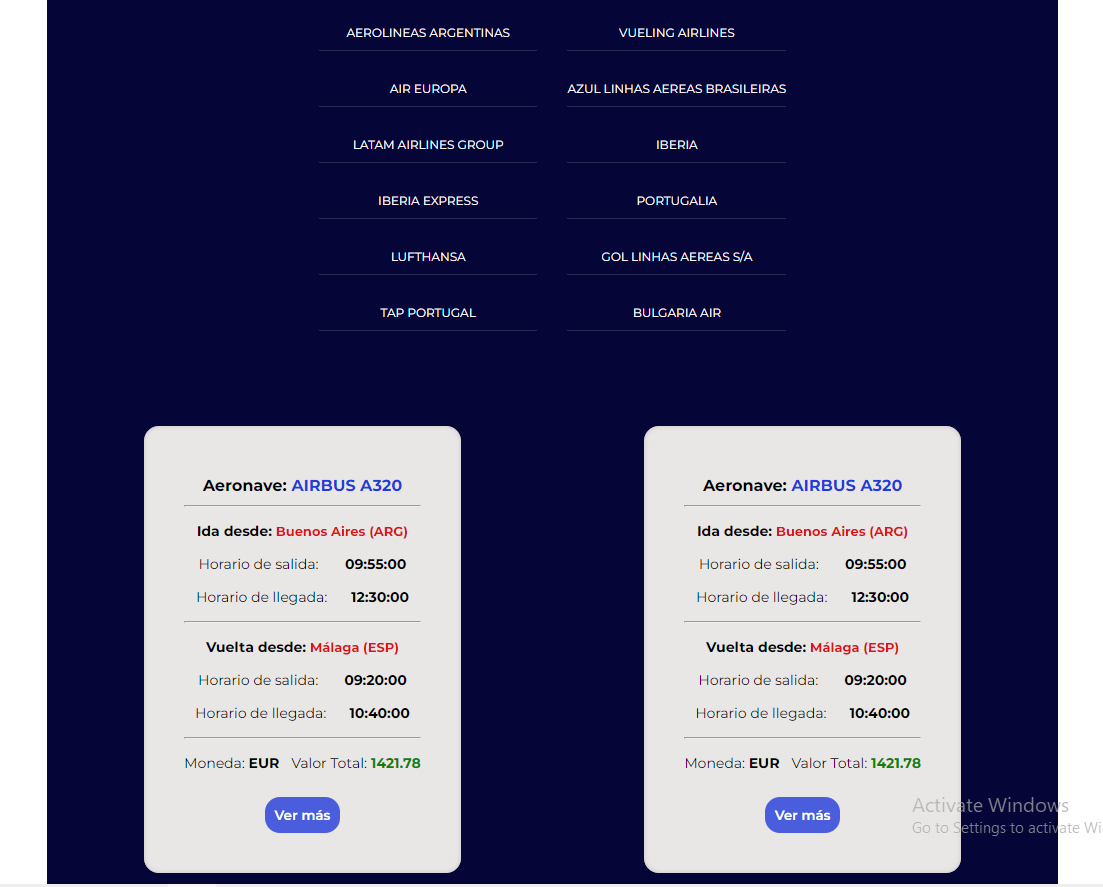 AEROLINEAS ARGENTINAS
VUELING AIRLINES
AIR EUROPA
AZUL LINHAS AEREAS BRASILEIRAS
LATAM AIRLINES GROUP
IBERIA
IBERIA EXPRESS
PORTUGALIA
LUFTHANSA
GOL LINHAS AEREAS S/A
TAP PORTUGAL
BULGARIA AIR
Aeronave: AIRBUS A320
Ida desde: Buenos Aires (ARG)
Horario de salida: 09:55:00
Horario de llegada: 12:30:00
Vuelta desde: Málaga (ESP)
Horario de salida: 09:20:00
Horario de llegada: 10:40:00
Moneda: EUR Valor Total: 1421.78
Ver más
Aeronave: AIRBUS A320
Ida desde: Buenos Aires (ARG)
Horario de salida: 09:55:00
Horario de llegada: 12:30:00
Vuelta desde: Málaga (ESP)
Horario de salida: 09:20:00
Horario de llegada: 10:40:00
Moneda: EUR Valor Total: 1421.78
Ver más
Activate Windows
Go to Settings to activate Wi